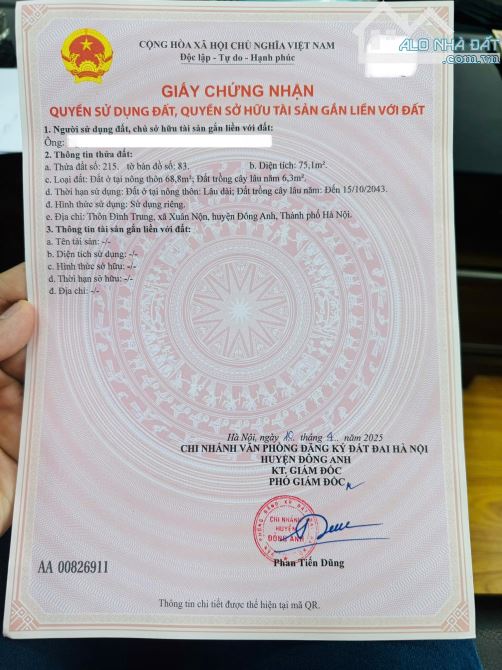 ALO NHÀ ĐẤT
.com.vn
CỘNG HÒA XÃ HỘI CHỦ NGHĨA VIỆT NAM
Độc lập - Tự do - Hạnh phúc
GIẤY CHỨNG NHẬN
QUYỀN SỬ DỤNG ĐẤT, QUYỀN SỞ HỮU TÀI SẢN GẮN LIỀN VỚI ĐẤT
1. Người sử dụng đất, chủ sở hữu tài sản gắn liền với đất:
Ông:
2. Thông tin thửa đất:
a. Thửa đất số: 215. tờ bản đồ số: 83. b. Diện tích: 75,1m².
c. Loại đất: Đất ở tại nông thôn 68,8m²; Đất trồng cây lâu năm 6,3m².
d. Thời hạn sử dụng: Đất ở tại nông thôn: Lâu dài; Đất trồng cây lâu năm: Đến 15/10/2043.
đ. Hình thức sử dụng: Sử dụng riêng.
e. Địa chỉ: Thôn Đình Trung, xã Xuân Nộn, huyện Đông Anh, Thành phố Hà Nội.
3. Thông tin tài sản gắn liền với đất:
a. Tên tài sản: -/-
b. Diện tích sử dụng: -/-
c. Hình thức sở hữu: -/-
d. Thời hạn sở hữu: -/-
đ. Địa chỉ: -/-
Hà Nội, ngày tháng năm 2025
CHI NHÁNH VĂN PHÒNG ĐĂNG KÝ ĐẤT ĐAI HÀ NỘI
HUYỆN ĐÔNG ANH
KT. GIÁM ĐỐC
PHÓ GIÁM ĐỐC
CHI NHÁNH
HUYỆN
ĐÔNG ANH
Phan Tiến Dũng
AA 00826911
Thông tin chi tiết được thể hiện tại mã QR.